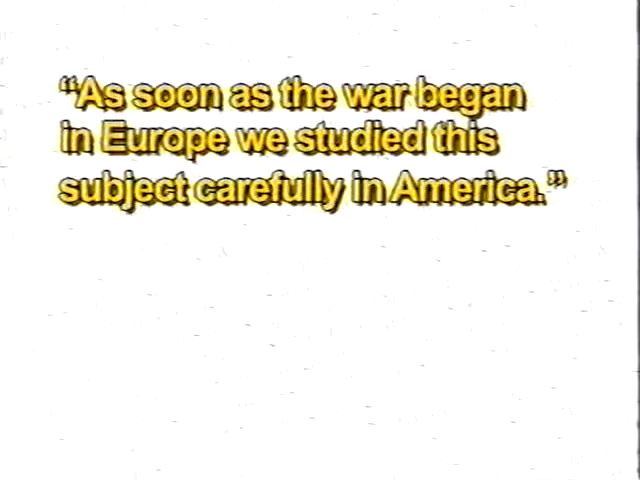 “As soon as the war began
in Europe we studied this
subject carefully in America.”